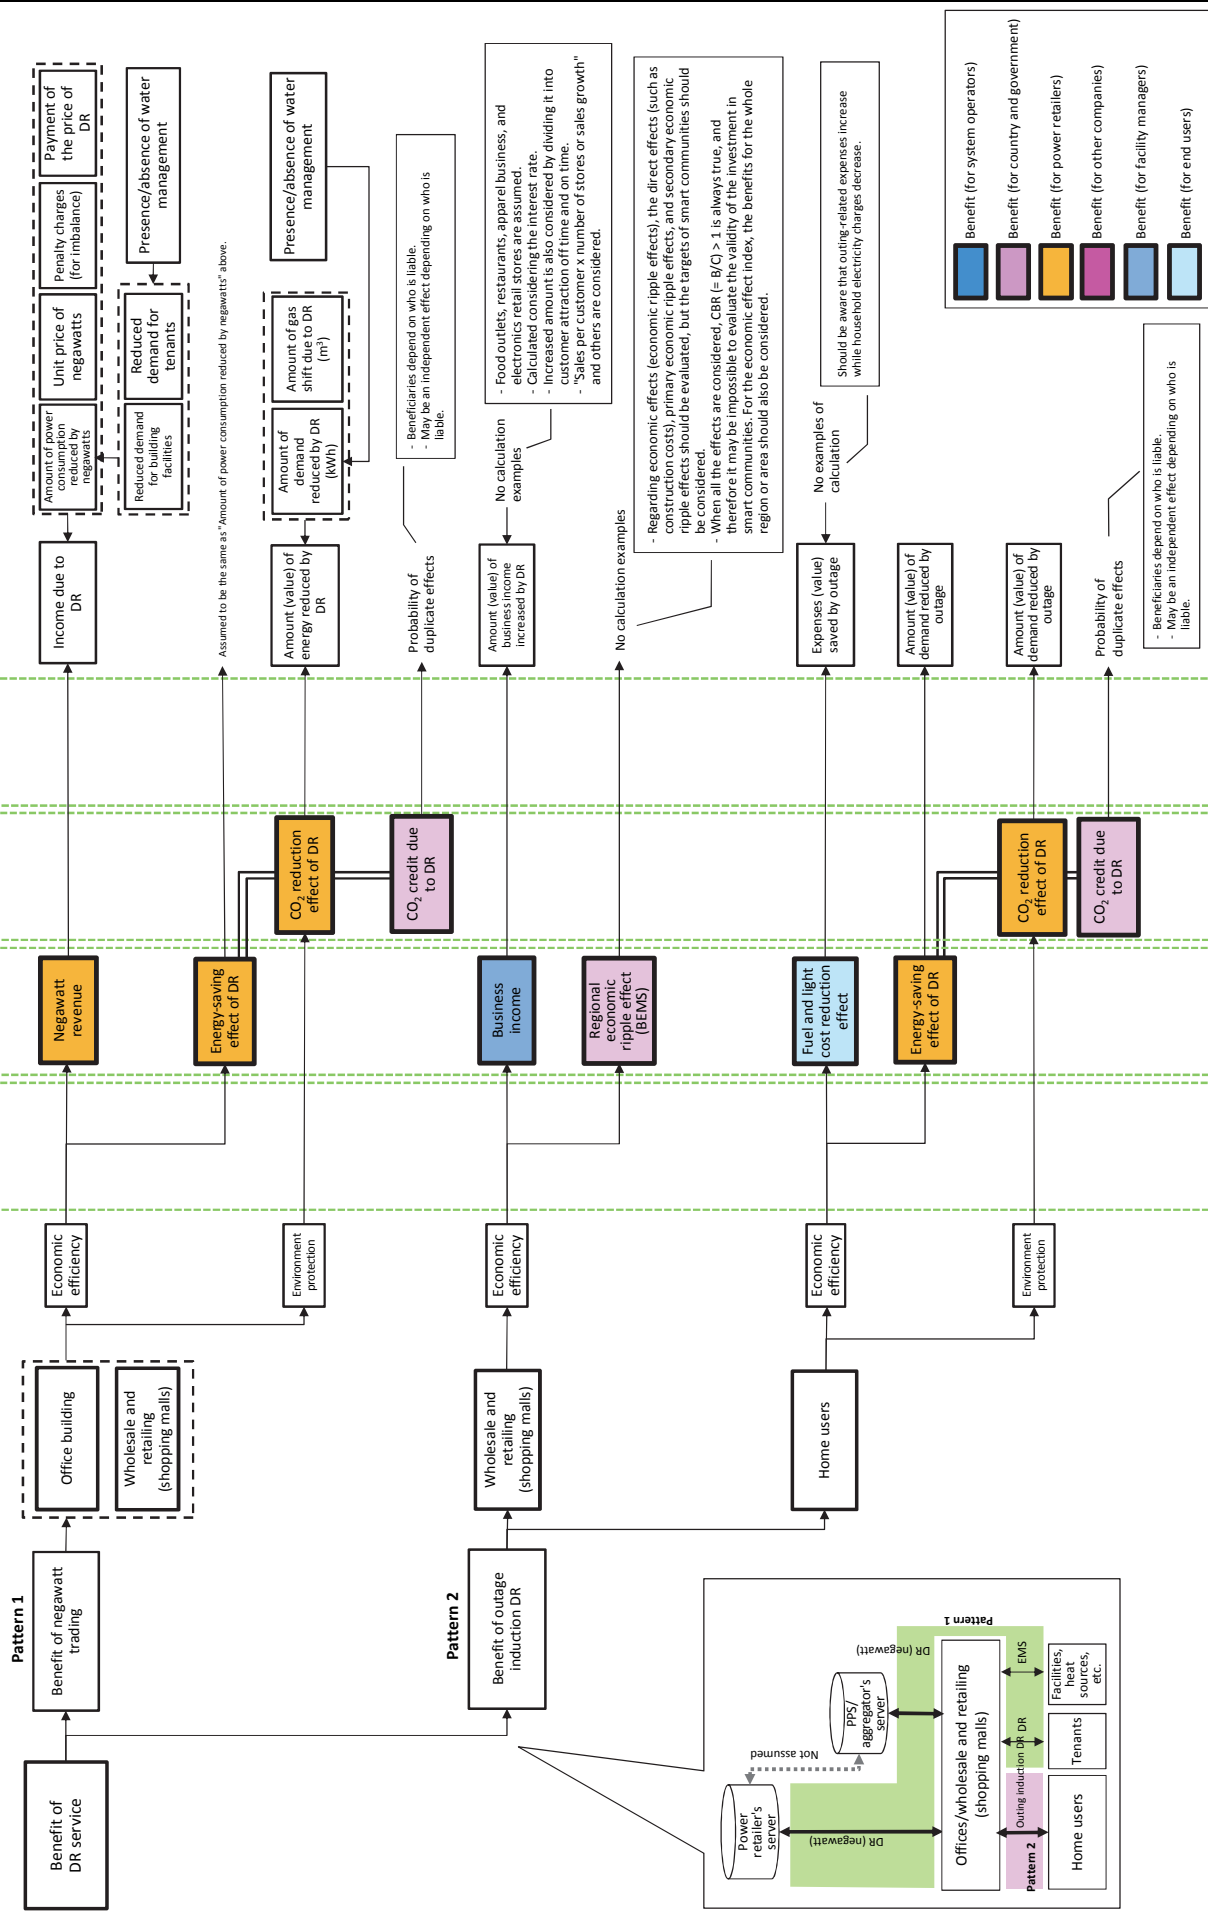 Benefit of
DR service
Pattern 1
Benefit of negawatt
trading
Office building
Wholesale and
retailing
(shopping malls)
Economic
efficiency
Environment
protection
Negawatt
revenue
Energy-saving
effect of DR
CO2 reduction
effect of DR
CO2 credit due
to DR
Income due to
DR
Amount of power
consumption
reduced by
negawatts
Unit price of
negawatts
Penalty charges
(for imbalance)
Payment of
the price of
DR
Reduced demand
for building
facilities
Reduced
demand for
tenants
Presence/absence of water
management
Assumed to be the same as "Amount of power consumption reduced by negawatts" above.
Amount (value) of
energy reduced by
DR
Amount of
demand
reduced by DR
(kWh)
Amount of gas
shift due to DR
(m3)
Presence/absence of water
management
Probability of
duplicate effects
- Beneficiaries depend on who is liable.
- May be an independent effect depending on who is
liable.
Pattern 2
Benefit of outage
induction DR
Wholesale and
retailing
(shopping malls)
Economic
efficiency
Business
income
Regional
economic
ripple effect
(BEMS)
Amount (value) of
business income
increased by DR
No calculation
examples
- Food outlets, restaurants, apparel business, and
electronics retail stores are assumed.
- Calculated considering the interest rate.
- Increased amount is also considered by dividing it into
customer attraction off time and on time.
- "Sales per customer x number of stores or sales growth"
and others are considered.
No calculation examples
- Regarding economic effects (economic ripple effects), the direct effects (such as
construction costs), primary economic ripple effects, and secondary economic
ripple effects should be evaluated, but the targets of smart communities should
be considered.
- When all the effects are considered, CBR (= B/C) > 1 is always true, and
therefore it may be impossible to evaluate the validity of the investment in
smart communities. For the economic effect index, the benefits for the whole
region or area should also be considered.
Home users
Economic
efficiency
Environment
protection
Fuel and light
cost reduction
effect
Energy-saving
effect of DR
CO2 reduction
effect of DR
CO2 credit due
to DR
Expenses (value)
saved by outage
No examples of
calculation
Should be aware that outing-related expenses increase
while household electricity charges decrease.
Amount (value) of
demand reduced by
outage
Amount (value) of
demand reduced by
outage
Probability of
duplicate effects
- Beneficiaries depend on who is liable.
- May be an independent effect depending on who is
liable.
Power
retailer's
server
Not assumed
PPS/
aggregator's
server
DR (negawatt)
DR (negawatt)
Pattern 1
Offices/wholesale and retailing
(shopping malls)
Pattern 2
Outing induction DR
DR
EMS
Home users
Tenants
Facilities,
heat
sources,
etc.
Benefit (for system operators)
Benefit (for country and government)
Benefit (for power retailers)
Benefit (for other companies)
Benefit (for facility managers)
Benefit (for end users)